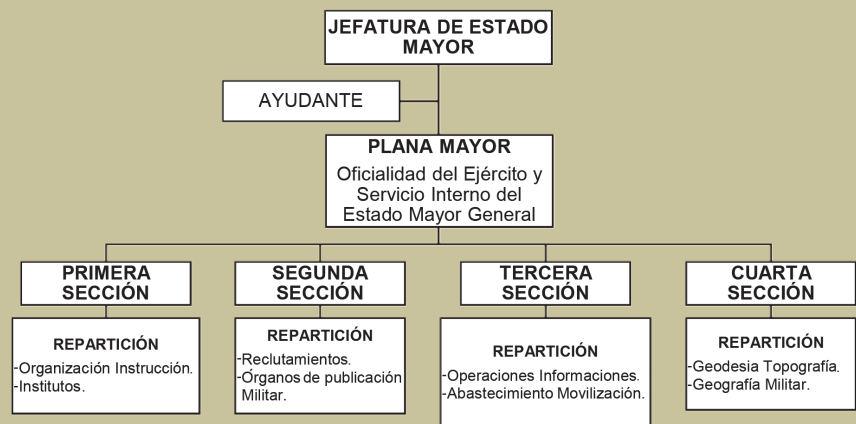 JEFATURA DE ESTADO
MAYOR
AYUDANTE
PLANA MAYOR
Oficialidad del Ejército y
Servicio Interno del
Estado Mayor General
PRIMERA
SECCIÓN
SEGUNDA
SECCIÓN
TERCERA
SECCIÓN
CUARTA
SECCIÓN
REPARTICIÓN
-Organización Instrucción.
-Institutos.
REPARTICIÓN
-Reclutamientos.
-Órganos de publicación
Militar.
REPARTICIÓN
-Operaciones Informaciones.
-Abastecimiento Movilización.
REPARTICIÓN
-Geodesia Topografía.
-Geografía Militar.